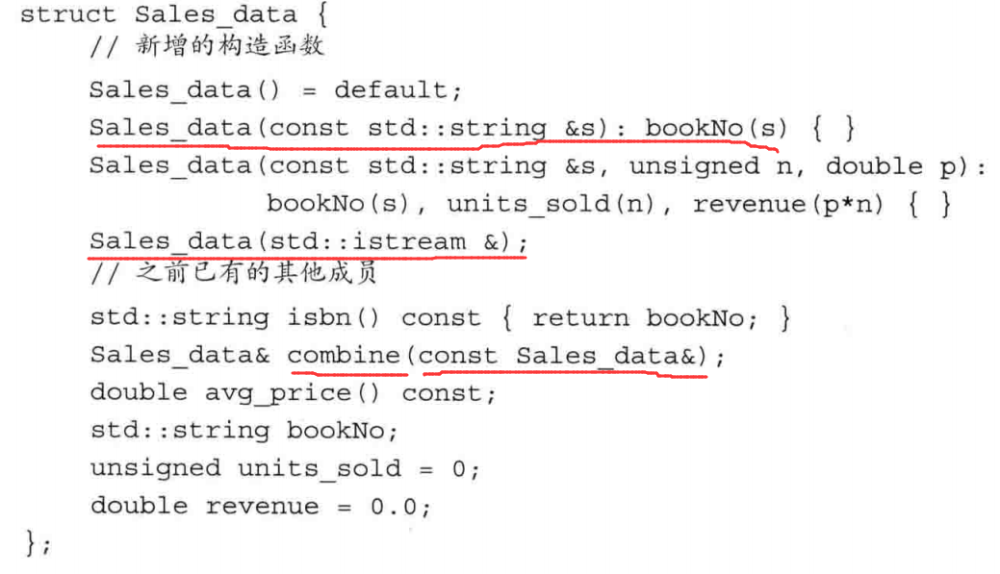 struct Sales_data {
// 新增的构造函数
Sales_data() = default;
Sales_data(const std::string &s): bookNo(s) { }
Sales_data(const std::string &s, unsigned n, double p):
bookNo(s), units_sold(n), revenue(p*n) { }
Sales_data(std::istream &);
// 之前已有的其他成员
std::string isbn() const { return bookNo; }
Sales_data& combine(const Sales_data&);
double avg_price() const;
std::string bookNo;
unsigned units_sold = 0;
double revenue = 0.0;
};